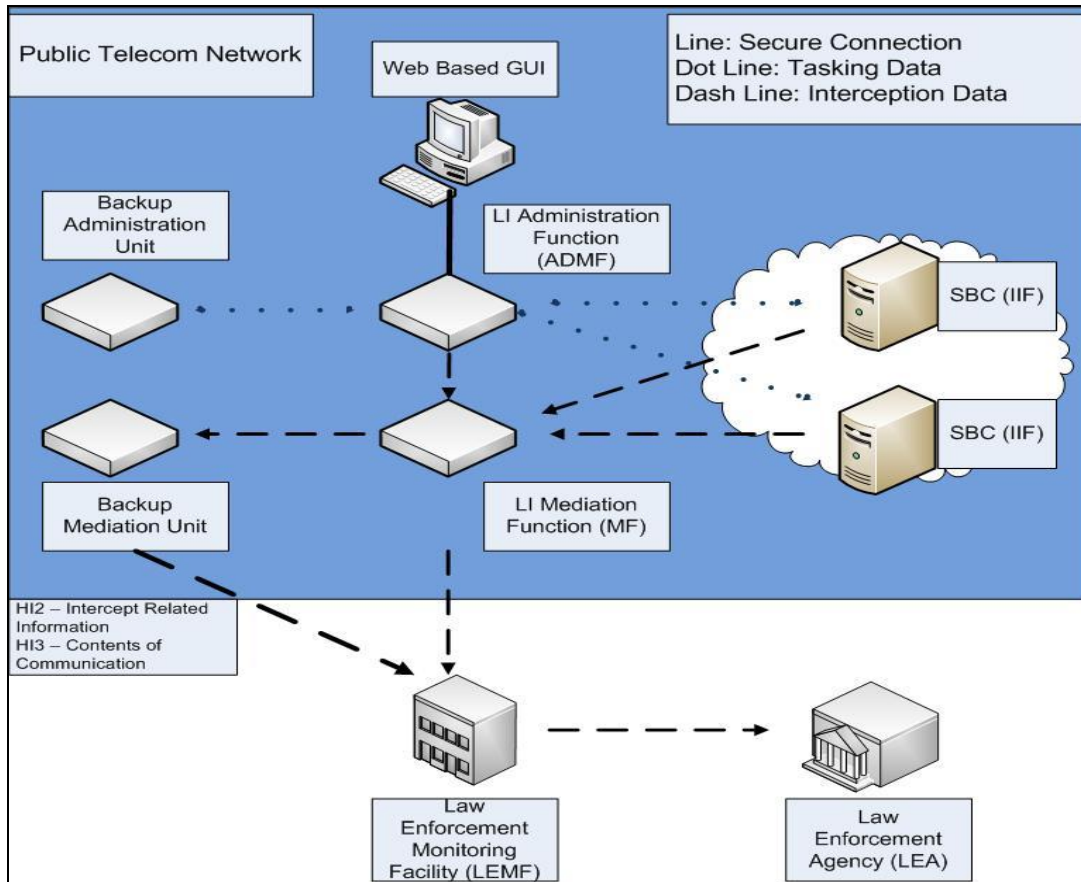 Public Telecom Network
Web Based GUI
Line: Secure Connection
Dot Line: Tasking Data
Dash Line: Interception Data
Backup
Administration
Unit
LI Administration
Function
(ADMF)
SBC (IIF)
SBC (IIF)
Backup
Mediation Unit
LI Mediation
Function (MF)
HI2 – Intercept Related
Information
HI3 – Contents of
Communication
Law
Enforcement
Monitoring
Facility (LEMF)
Law
Enforcement
Agency (LEA)